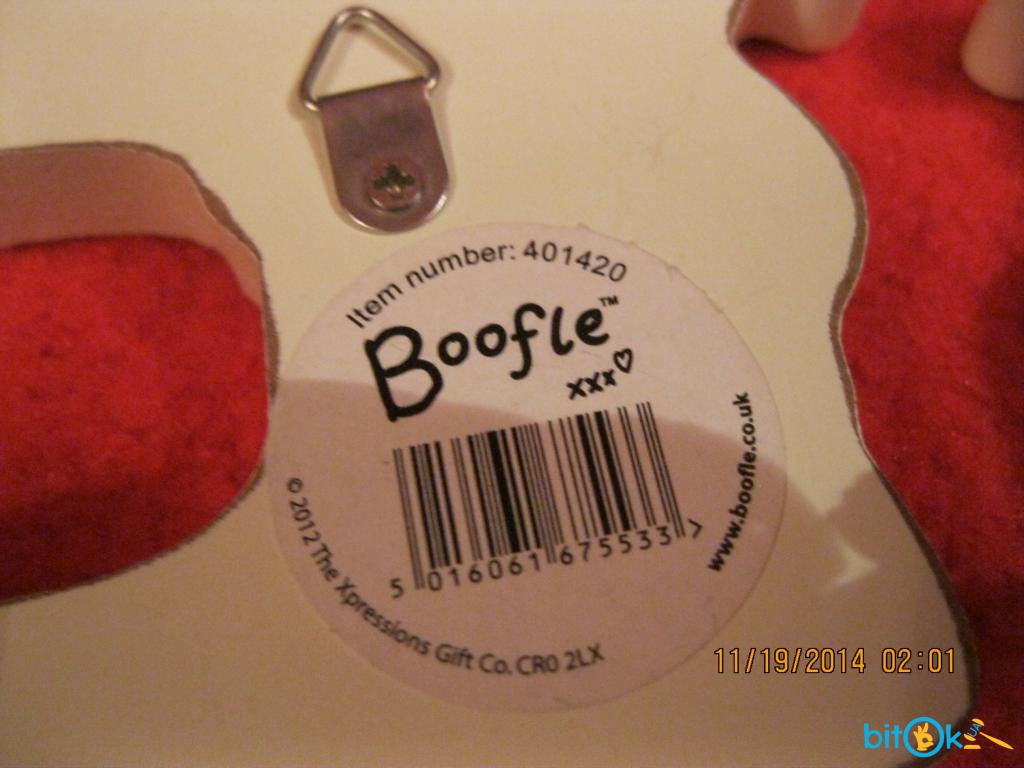 Item number: 401420
Boofle™
xxx♡
5 016061 675533 >
www.boofle.co.uk
© 2012 The Xpressions Gift Co. CR0 2LX
11/19/2014 02:01
bitOk UA